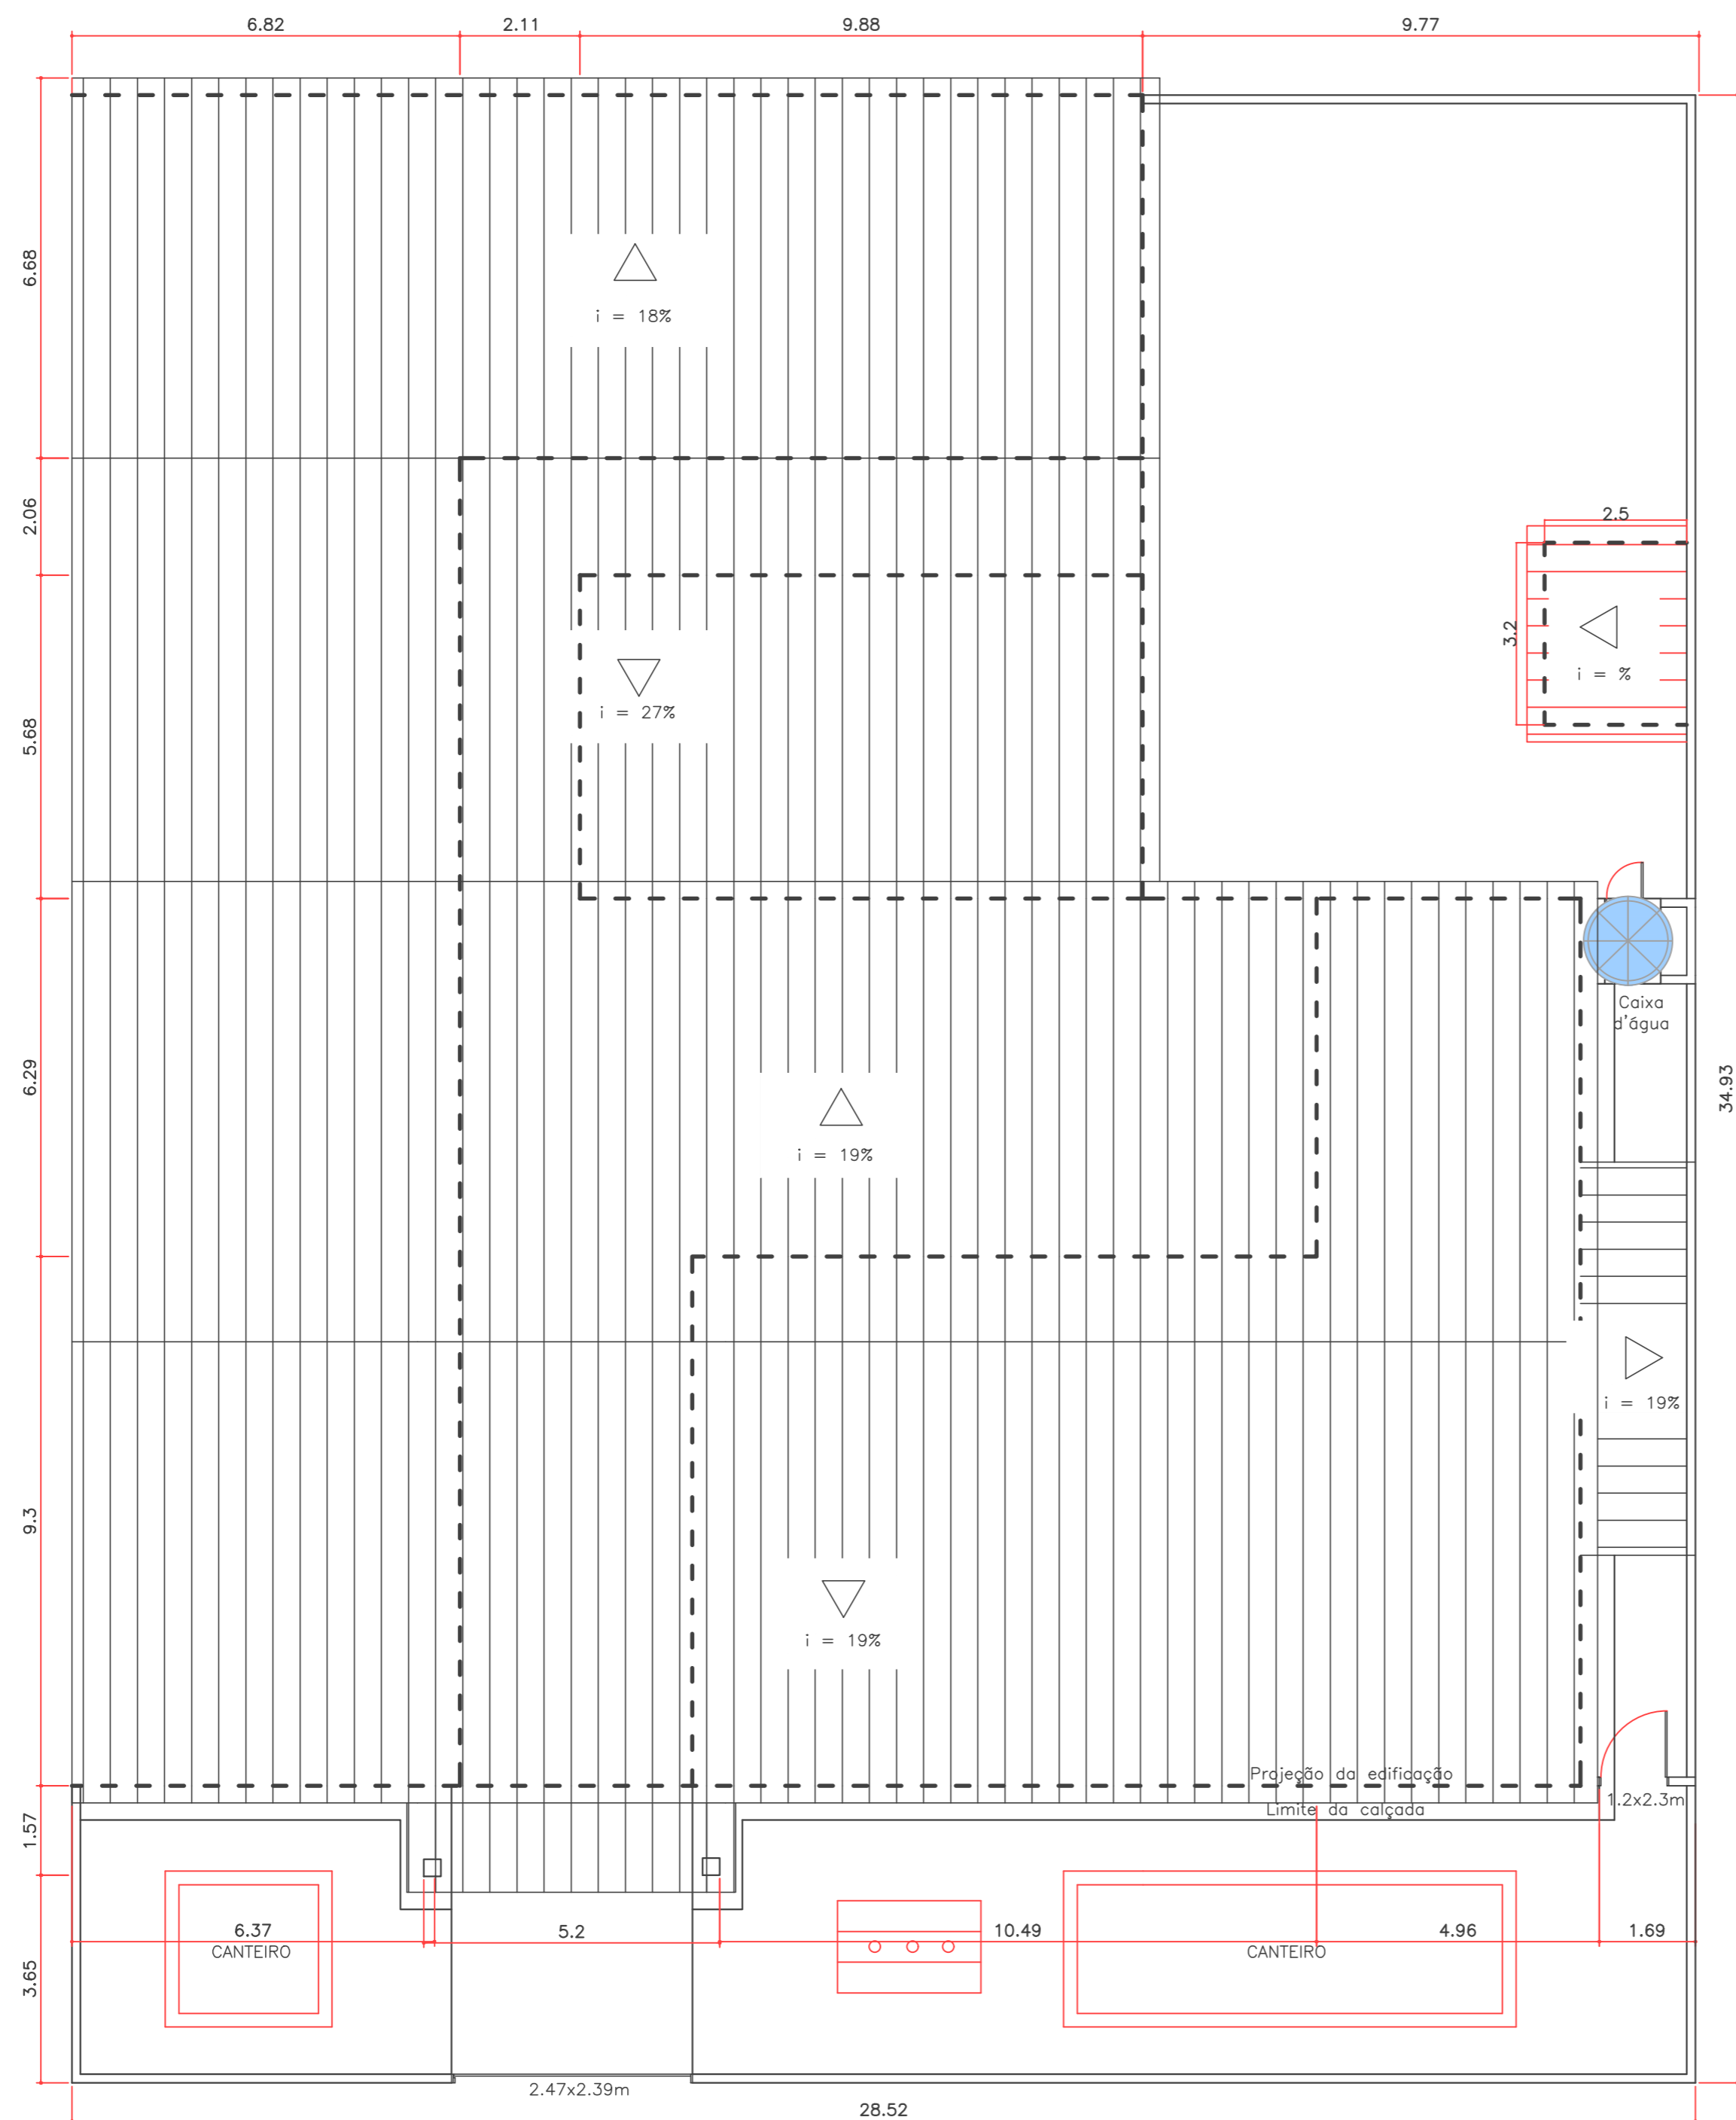 6.82 2.11 9.88 9.77
6.68
i = 18%
2.06
2.5
3.2
i = %
5.68
i = 27%
Caixa
d'água
6.29
34.93
i = 19%
i = 19%
9.3
i = 19%
Projeção da edificação
1.2x2.3m
Limite da calçada
1.57
6.37 5.2 10.49 4.96 1.69
CANTEIRO CANTEIRO
3.65
2.47x2.39m
28.52